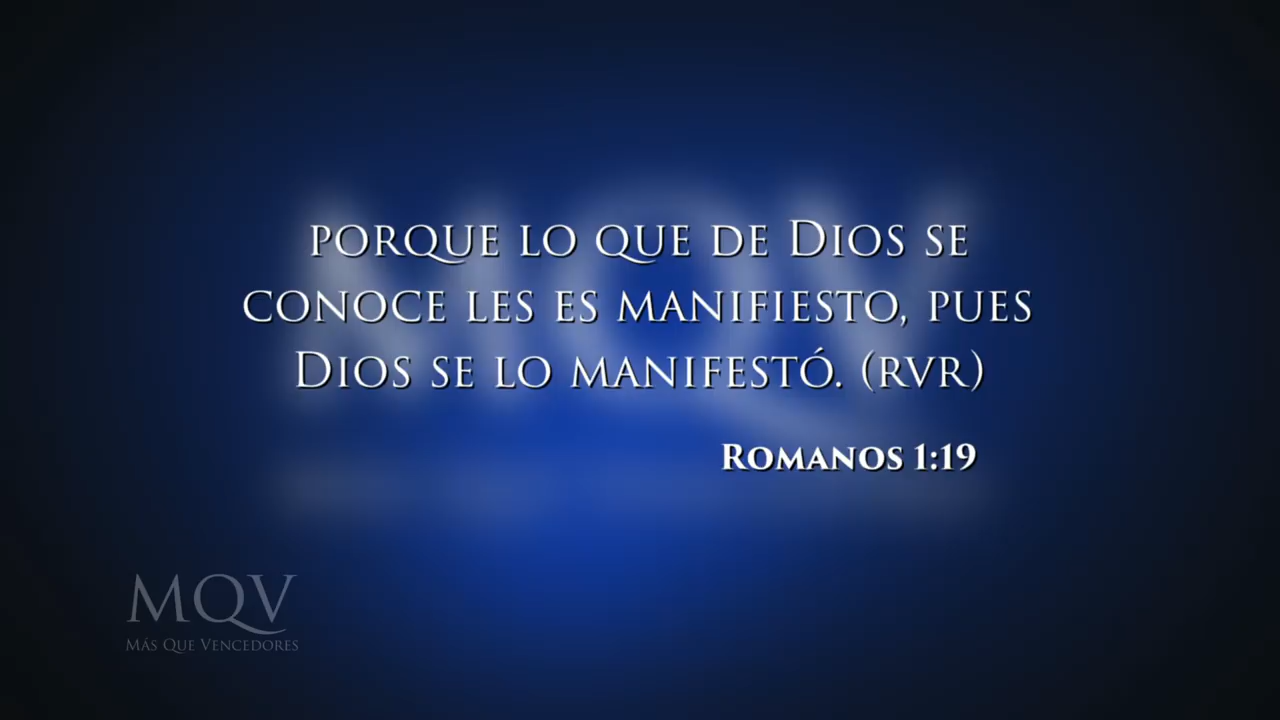 porque lo que de Dios se
conoce les es manifiesto, pues
Dios se lo manifestó. (rvr)
Romanos 1:19
MQV
Más Que Vencedores